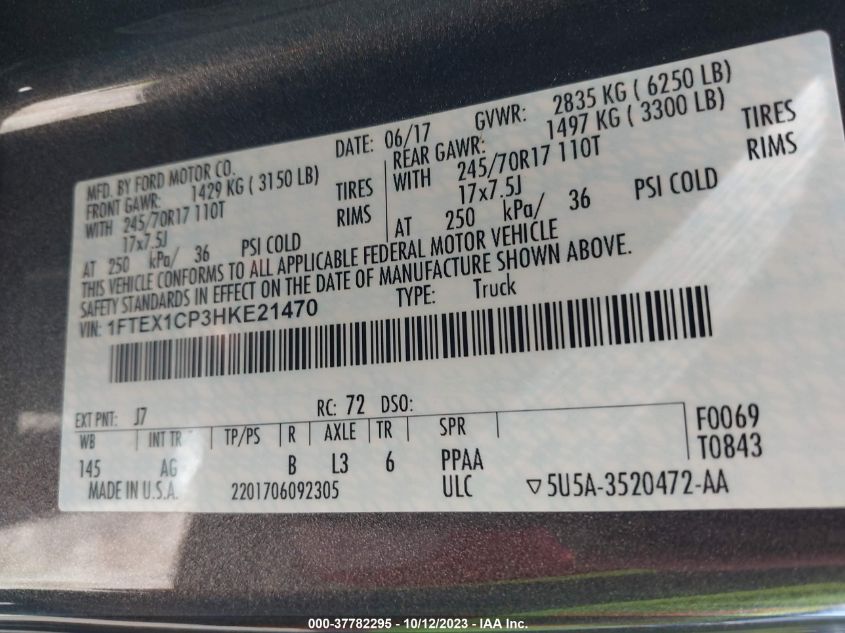 MFD. BY FORD MOTOR CO. DATE: 06/17 GVWR: 2835 KG ( 6250 LB)
FRONT GAWR: 1429 KG ( 3150 LB) REAR GAWR: 1497 KG ( 3300 LB)
WITH 245/70R17 110T TIRES WITH 245/70R17 110T TIRES
17x7.5J RIMS 17x7.5J RIMS
AT 250 kPa/ 36 PSI COLD AT 250 kPa/ 36 PSI COLD
THIS VEHICLE CONFORMS TO ALL APPLICABLE FEDERAL MOTOR VEHICLE
SAFETY STANDARDS IN EFFECT ON THE DATE OF MANUFACTURE SHOWN ABOVE.
VIN: 1FTEX1CP3HKE21470 TYPE: Truck
EXT PNT: J7 RC: 72 DSO:
WB INT TR TP/PS R AXLE TR SPR F0069
145 AG B L3 6 PPAA T0843
MADE IN U.S.A. 2201706092305 ULC ▽5U5A-3520472-AA
000-37782295 - 10/12/2023 - IAA Inc.